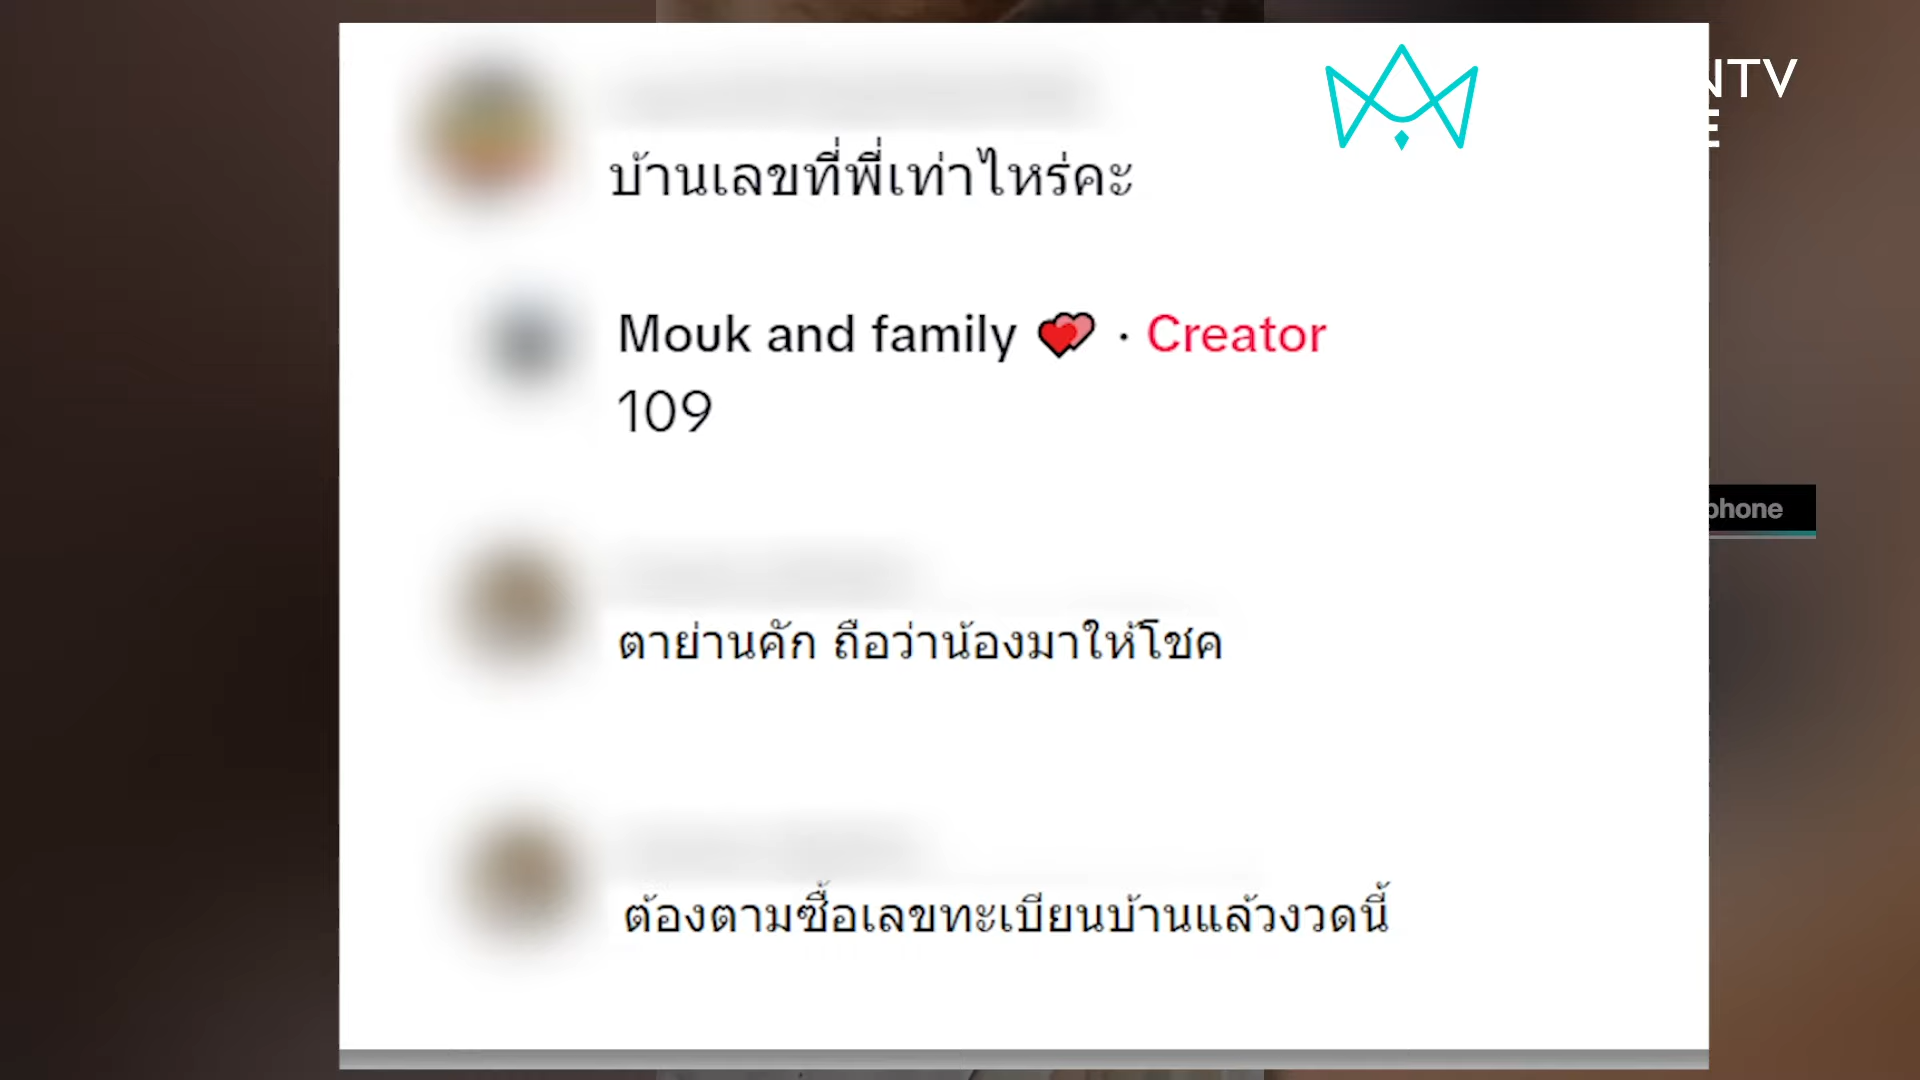 NTV
E
บ้านเลขที่พี่เท่าไหร่คะ
Mouk and family 💕 · Creator
109
phone
ตาย่านคัก ถือว่าน้องมาให้โชค
ต้องตามซื้อเลขทะเบียนบ้านแล้วงวดนี้